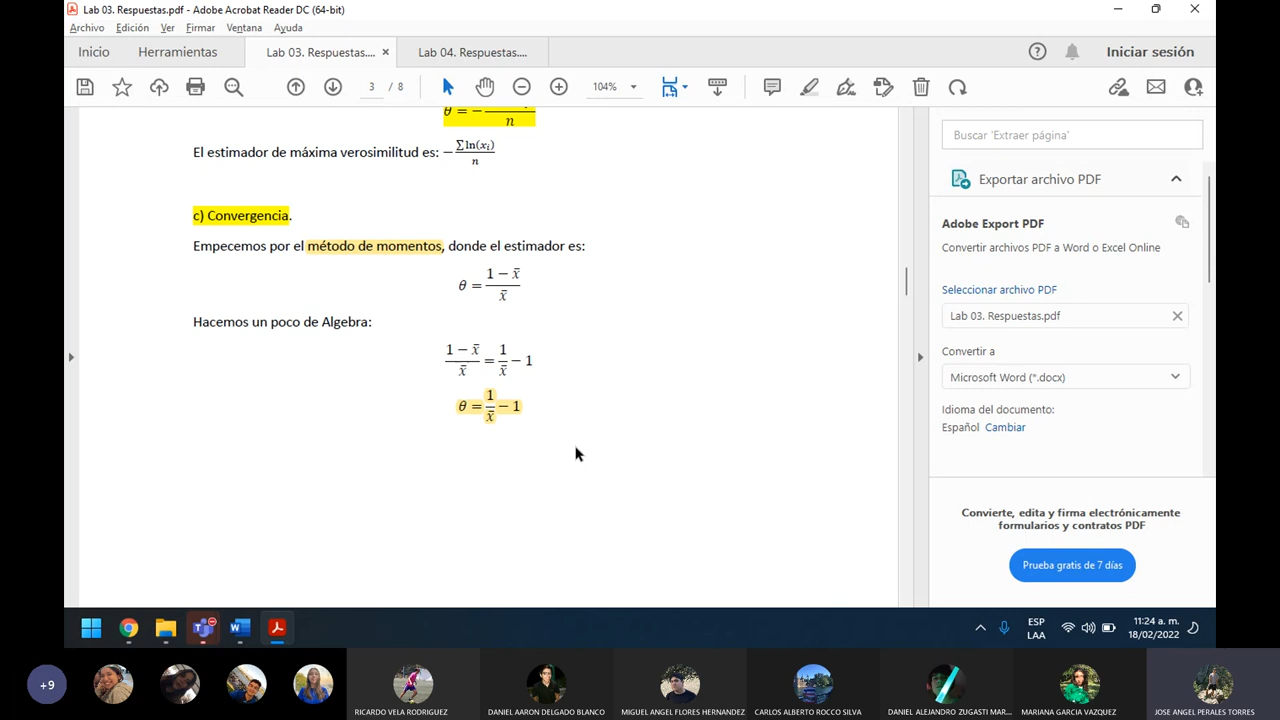 Lab 03. Respuestas.pdf - Adobe Acrobat Reader DC (64-bit)
Archivo Edición Ver Firmar Ventana Ayuda
Inicio Herramientas Lab 03. Respuestas.... × Lab 04. Respuestas.... Iniciar sesión
3 / 8 104%
θ = − n
El estimador de máxima verosimilitud es: − ∑ln(xᵢ) / n
c) Convergencia.
Empecemos por el método de momentos, donde el estimador es:
θ = (1 − x̄) / x̄
Hacemos un poco de Algebra:
(1 − x̄) / x̄ = 1 / x̄ − 1
θ = 1 / x̄ − 1
Buscar 'Extraer página'
Exportar archivo PDF
Adobe Export PDF
Convertir archivos PDF a Word o Excel Online
Seleccionar archivo PDF
Lab 03. Respuestas.pdf ×
Convertir a
Microsoft Word (*.docx)
Idioma del documento:
Español Cambiar
Convierte, edita y firma electrónicamente
formularios y contratos PDF
Prueba gratis de 7 días
ESP
LAA
11:24 a. m.
18/02/2022
+9
RICARDO VELA RODRIGUEZ
DANIEL AARON DELGADO BLANCO
MIGUEL ANGEL FLORES HERNANDEZ
CARLOS ALBERTO ROCCO SILVA
DANIEL ALEJANDRO ZUGASTI MAR...
MARIANA GARCIA VAZQUEZ
JOSE ANGEL PERALES TORRES